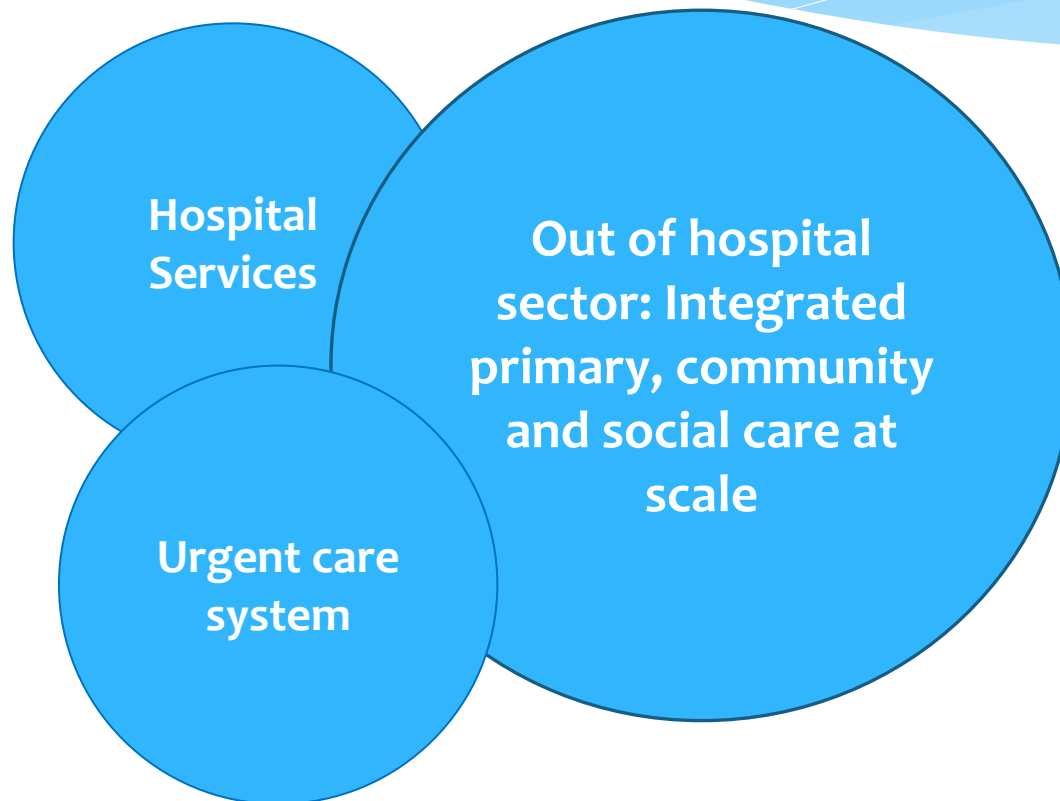 Hospital
Services
Out of hospital
sector: Integrated
primary, community
and social care at
scale
Urgent care
system